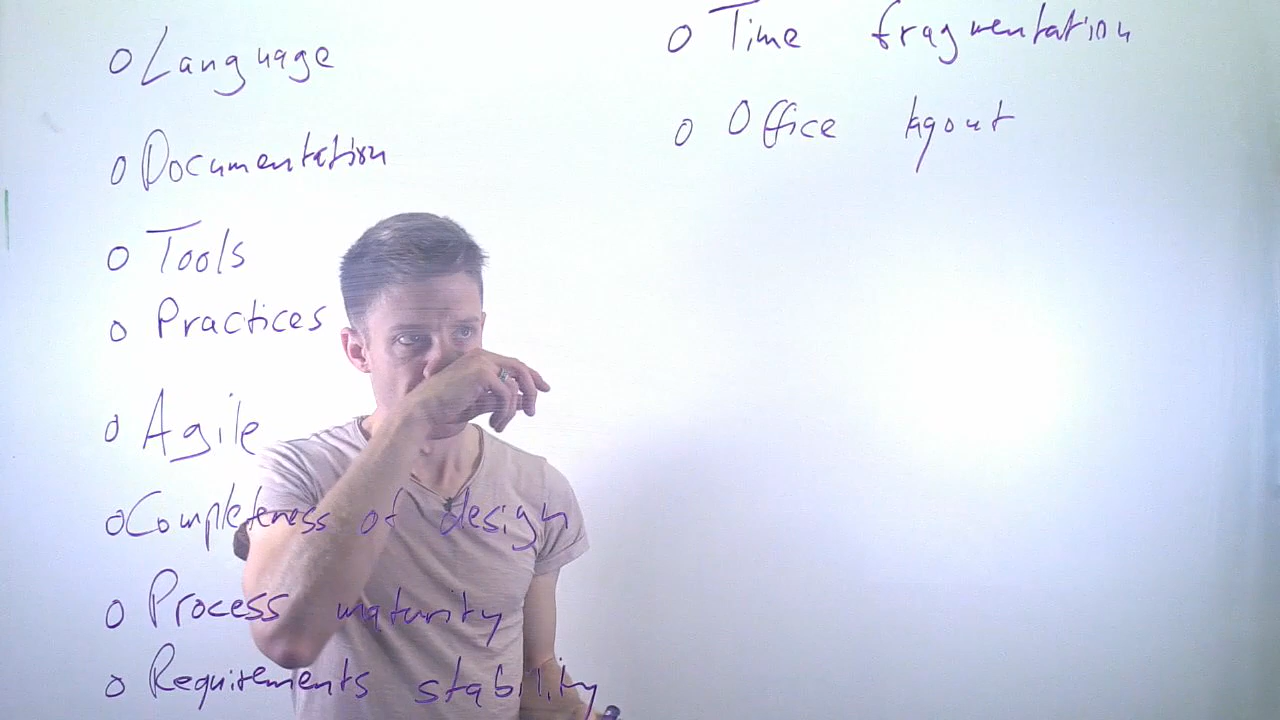 o Language
o Documentation
o Tools
o Practices
o Agile
o Completeness of design
o Process maturity
o Requirements stability
o Time fragmentation
o Office layout